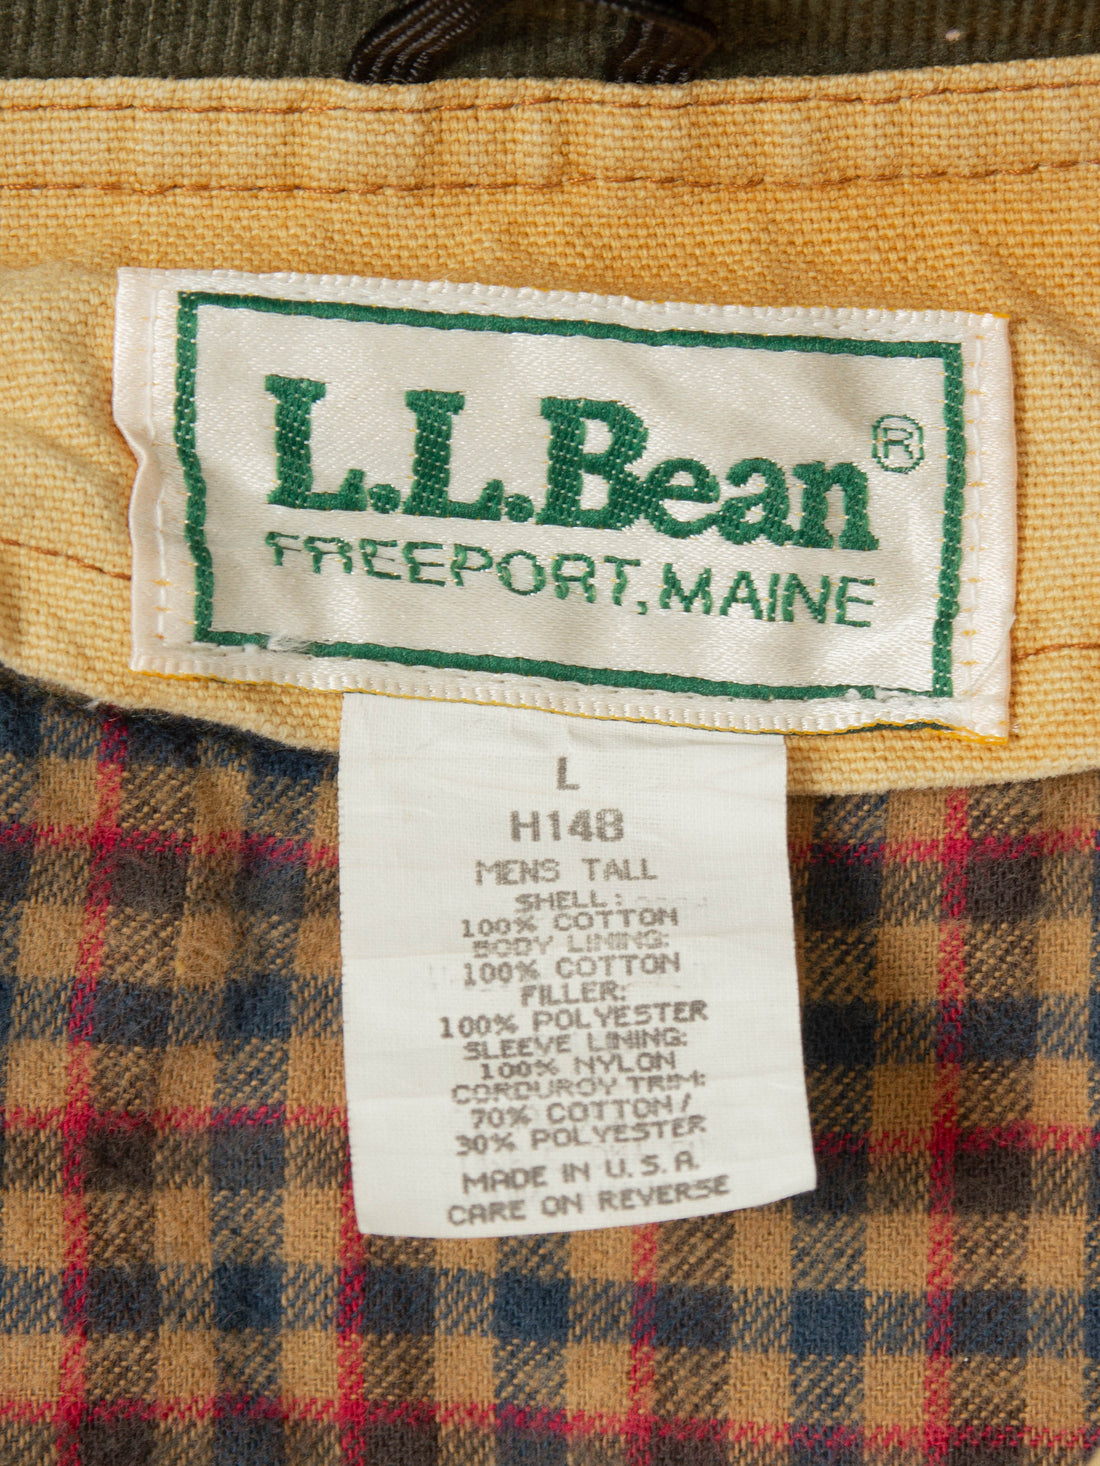 L.L.Bean®
FREEPORT, MAINE
L
H148
MENS TALL
SHELL:
100% COTTON
BODY LINING:
100% COTTON
FILLER:
100% POLYESTER
SLEEVE LINING:
100% NYLON
CORDUROY TRIM:
70% COTTON/
30% POLYESTER
MADE IN U.S.A.
CARE ON REVERSE